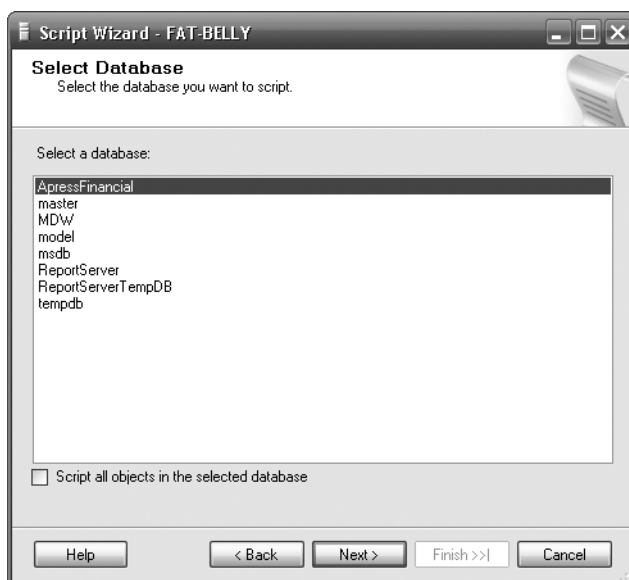 Script Wizard - FAT-BELLY
Select Database
Select the database you want to script.
Select a database:
ApressFinancial
master
MDW
model
msdb
ReportServer
ReportServerTempDB
tempdb
Script all objects in the selected database
Help
< Back
Next >
Finish >>|
Cancel